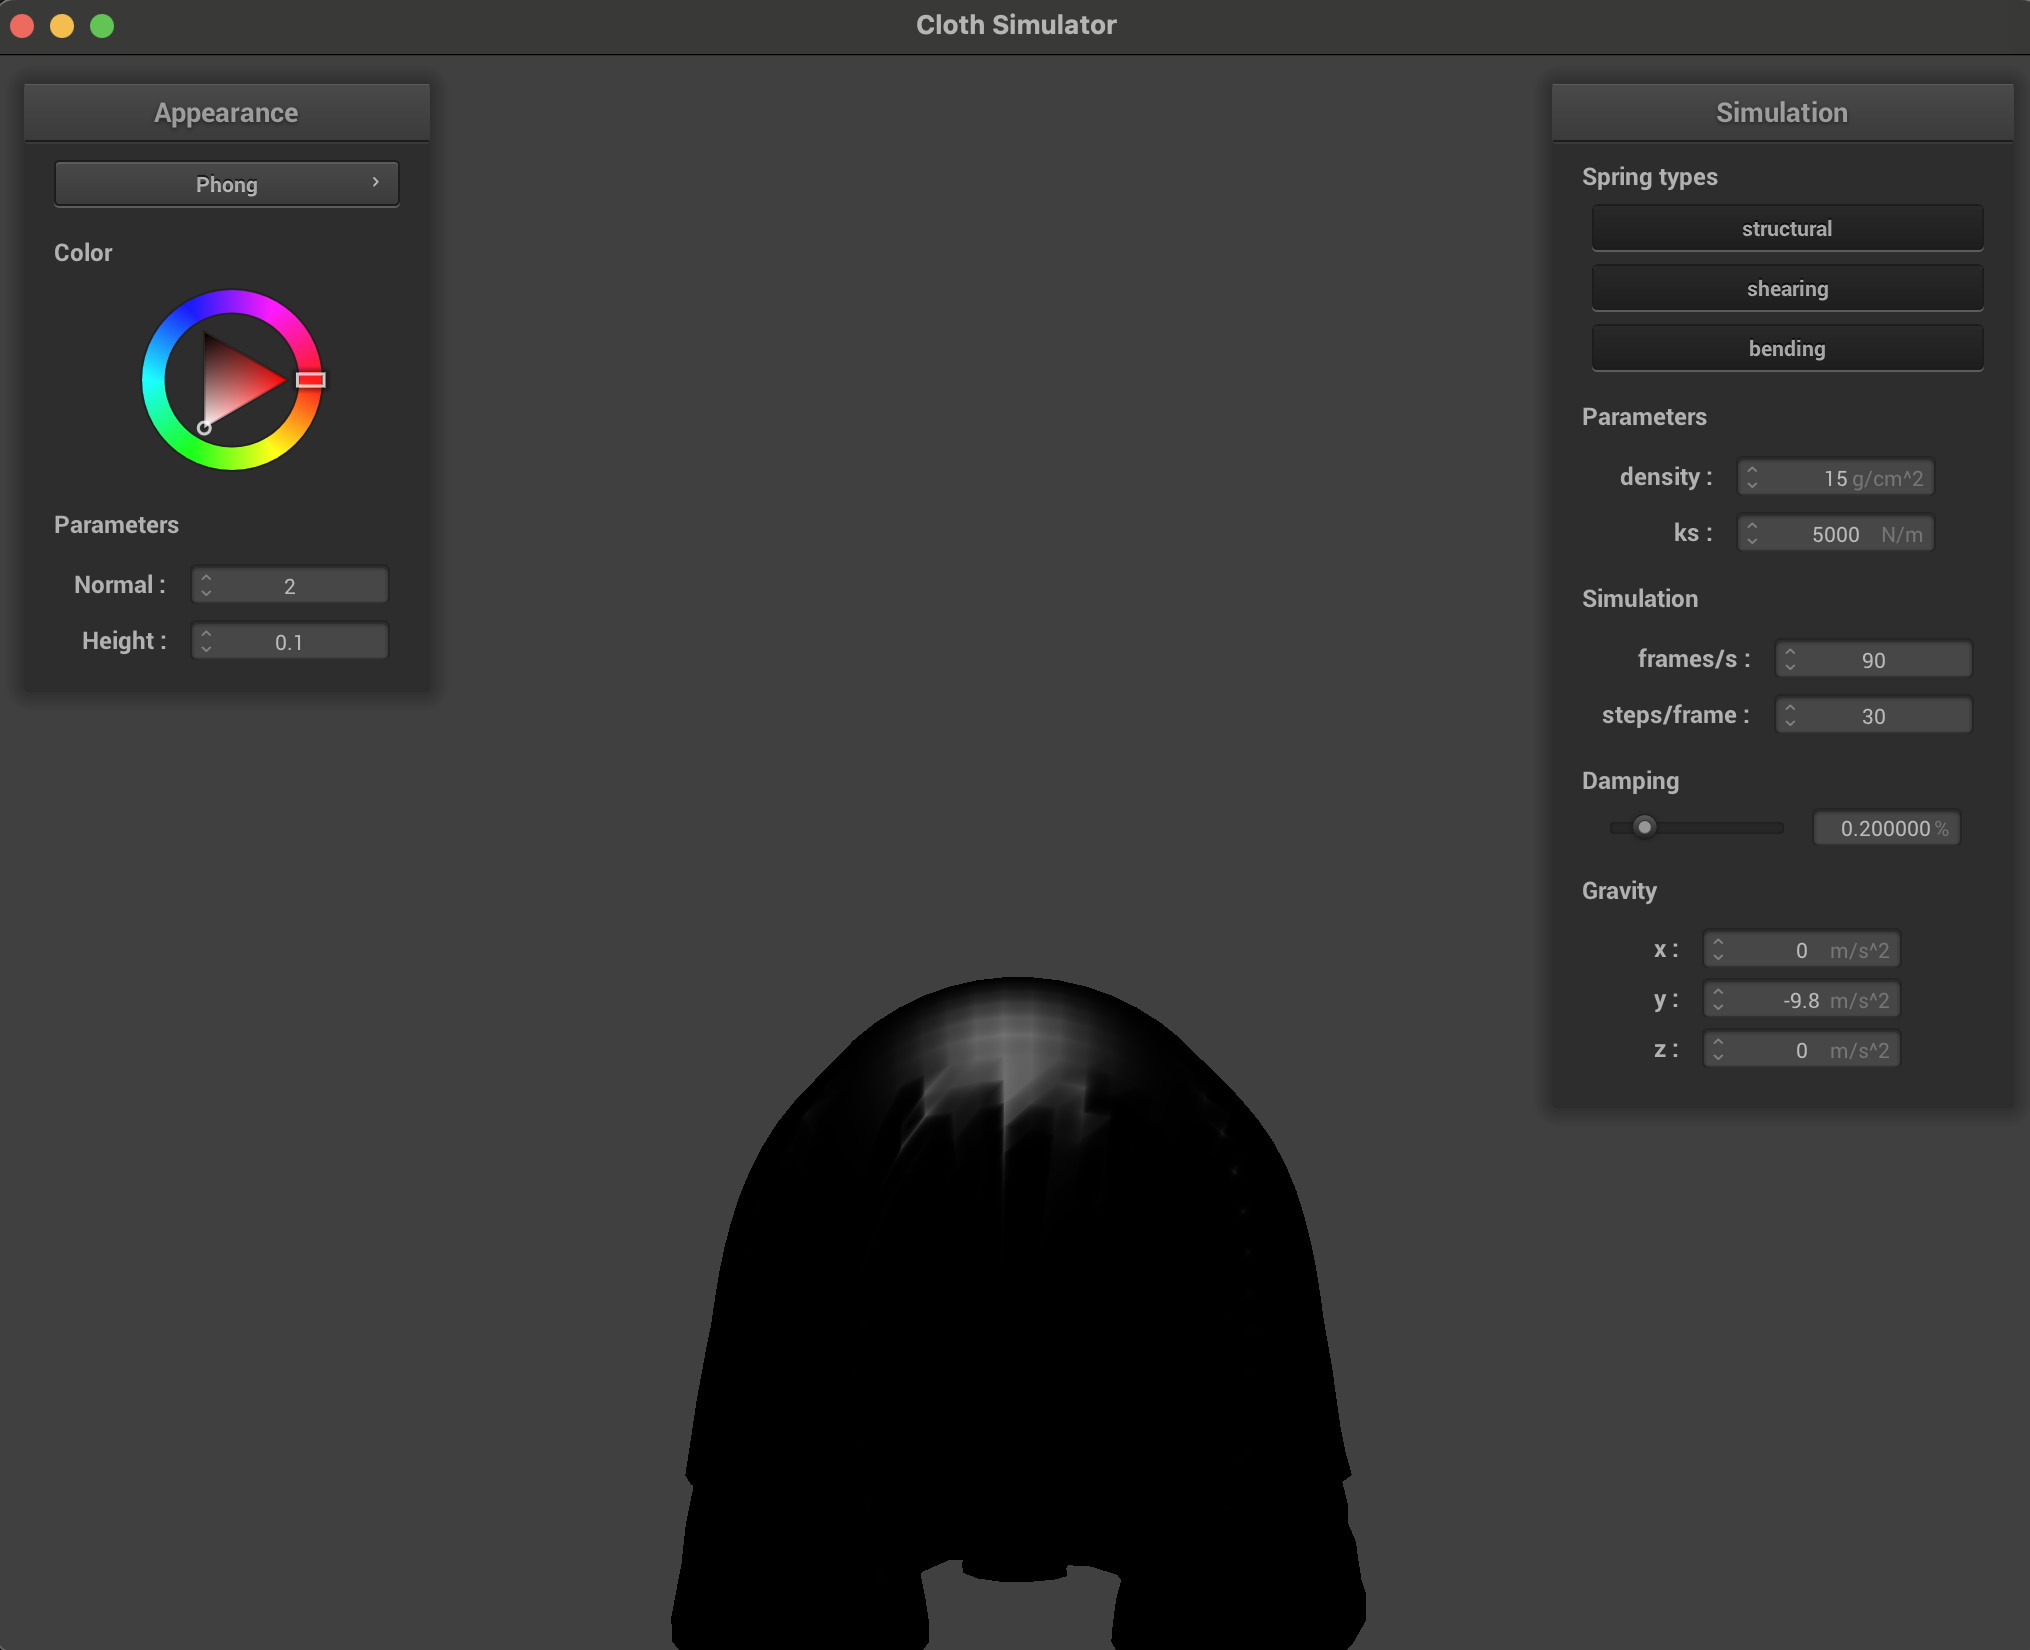 Cloth Simulator
Appearance
Phong
Color
Parameters
Normal : 2
Height : 0.1
Simulation
Spring types
structural
shearing
bending
Parameters
density : 15 g/cm^2
ks : 5000 N/m
Simulation
frames/s : 90
steps/frame : 30
Damping
0.200000 %
Gravity
x : 0 m/s^2
y : -9.8 m/s^2
z : 0 m/s^2